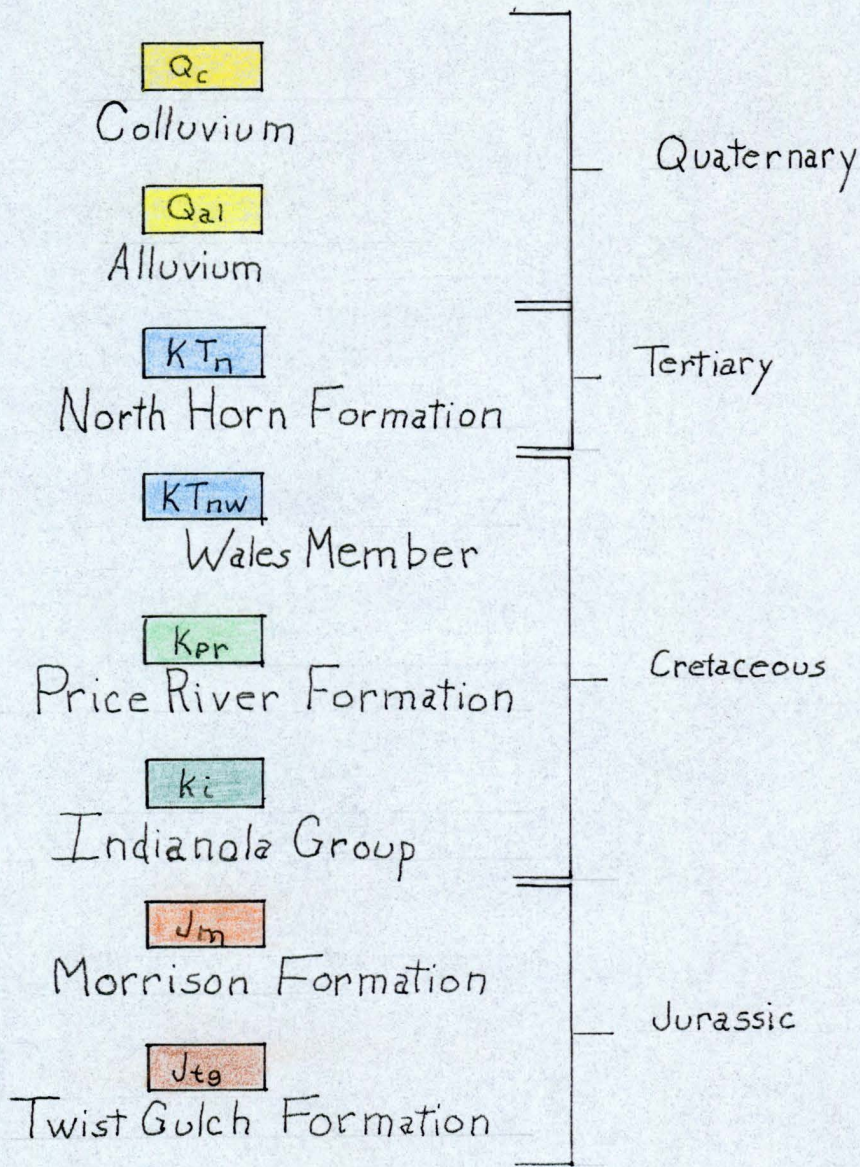 Qc
Colluvium
Qal
Alluvium
Quaternary
KTn
North Horn Formation
Tertiary
KTnw
Wales Member
Kpr
Price River Formation
Ki
Indianola Group
Cretaceous
Jm
Morrison Formation
Jtg
Twist Gulch Formation
Jurassic